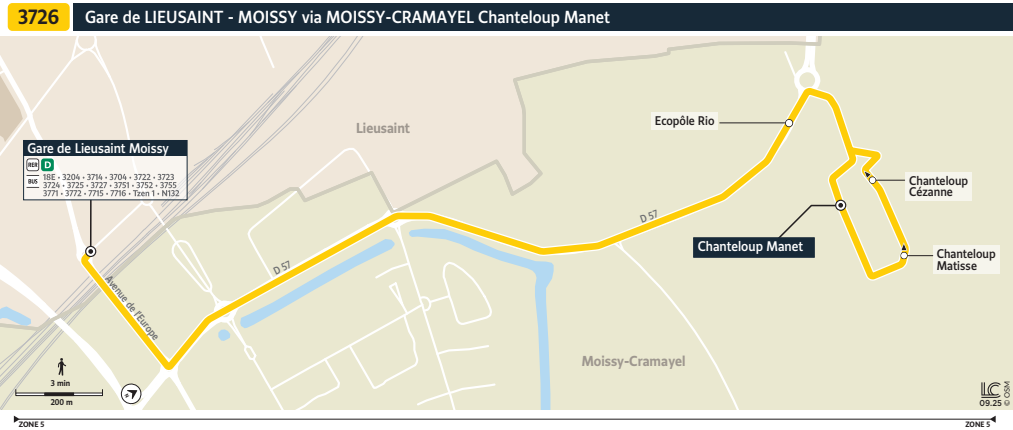 3726
Gare de LIEUSAINT - MOISSY via MOISSY-CRAMAYEL Chanteloup Manet
Lieusaint
Ecopôle Rio
Gare de Lieusaint Moissy
RER D
BUS
18E • 3204 • 3714 • 3704 • 3722 • 3723
3724 • 3725 • 3727 • 3751 • 3752 • 3755
3771 • 3772 • 7715 • 7716 • Tzen 1 • N132
Chanteloup
Cézanne
D 57
Chanteloup Manet
Chanteloup
Matisse
D 57
Avenue de l'Europe
Moissy-Cramayel
3 min
200 m
LC
09.25 © OSM
ZONE 5
ZONE 5